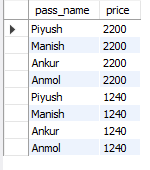 pass_name price
Piyush 2200
Manish 2200
Ankur 2200
Anmol 2200
Piyush 1240
Manish 1240
Ankur 1240
Anmol 1240